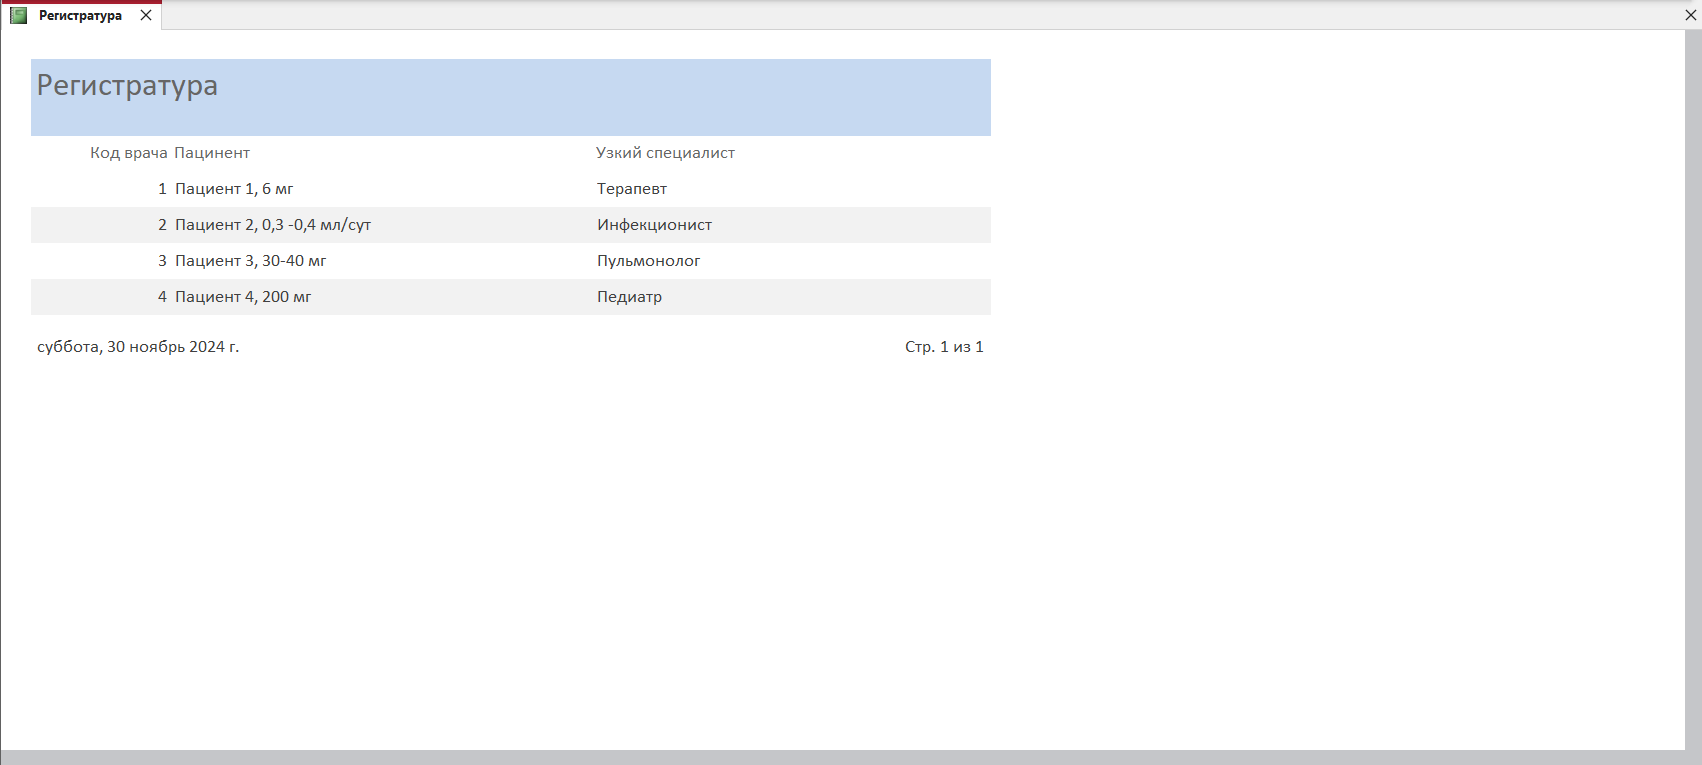 Регистратура
Регистратура
Код врача Пацинент Узкий специалист
1 Пациент 1, 6 мг Терапевт
2 Пациент 2, 0,3 -0,4 мл/сут Инфекционист
3 Пациент 3, 30-40 мг Пульмонолог
4 Пациент 4, 200 мг Педиатр
суббота, 30 ноябрь 2024 г. Стр. 1 из 1